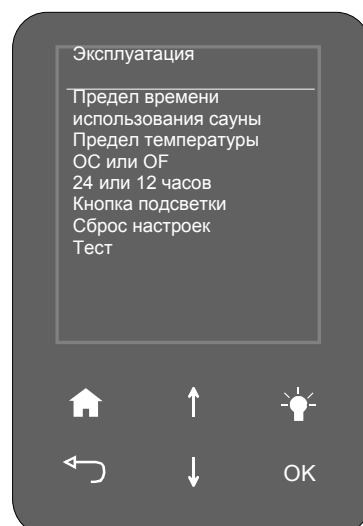 Эксплуатация
Предел времени
использования сауны
Предел температуры
OC или OF
24 или 12 часов
Кнопка подсветки
Сброс настроек
Тест
OK